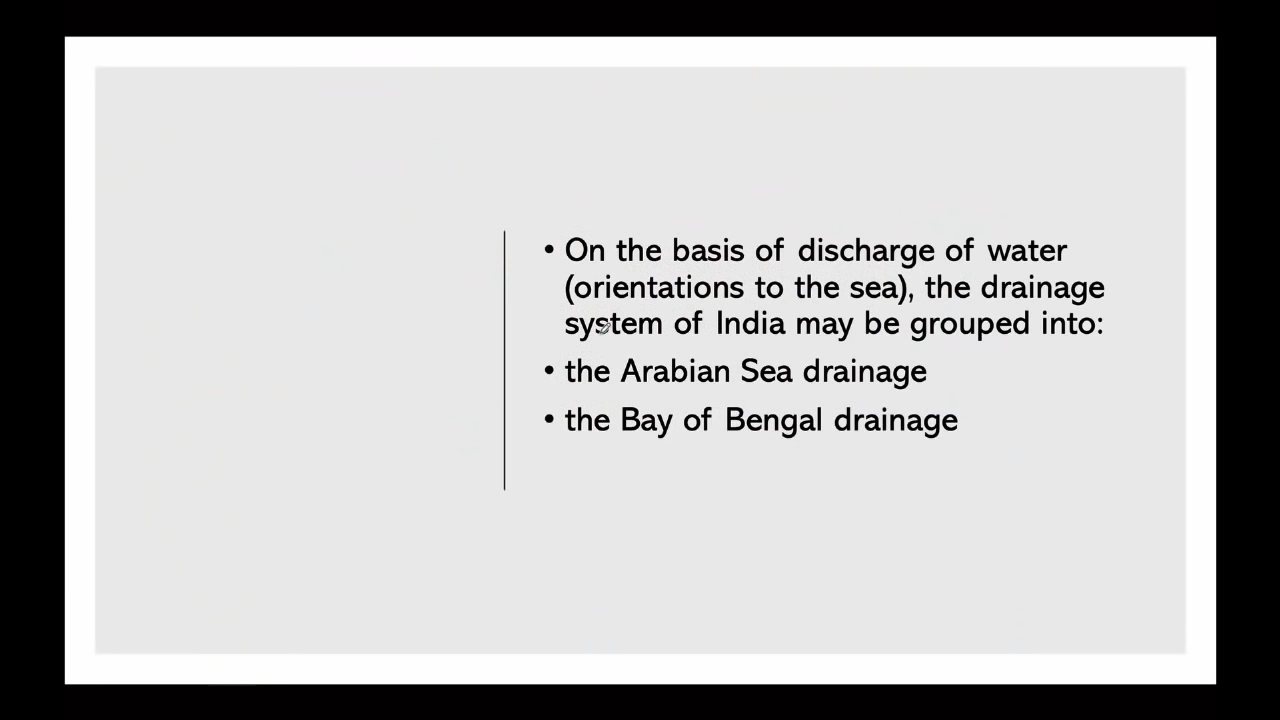 • On the basis of discharge of water
(orientations to the sea), the drainage
system of India may be grouped into:
• the Arabian Sea drainage
• the Bay of Bengal drainage